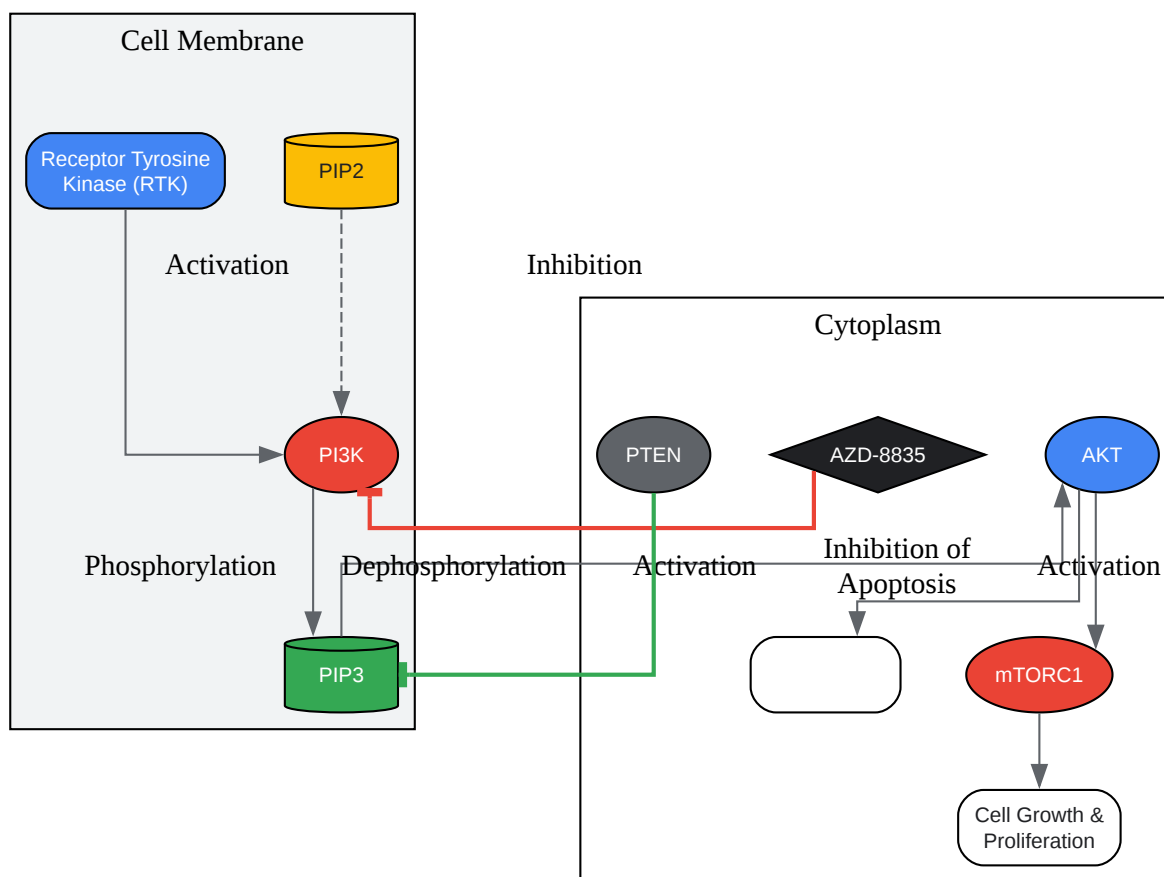 Cell Membrane
Receptor Tyrosine
Kinase (RTK)
PIP2
Activation
Inhibition
Cytoplasm
PI3K
PTEN
AZD-8835
AKT
Phosphorylation
Dephosphorylation
Activation
Inhibition of
Apoptosis
Activation
PIP3
mTORC1
Cell Growth &
Proliferation